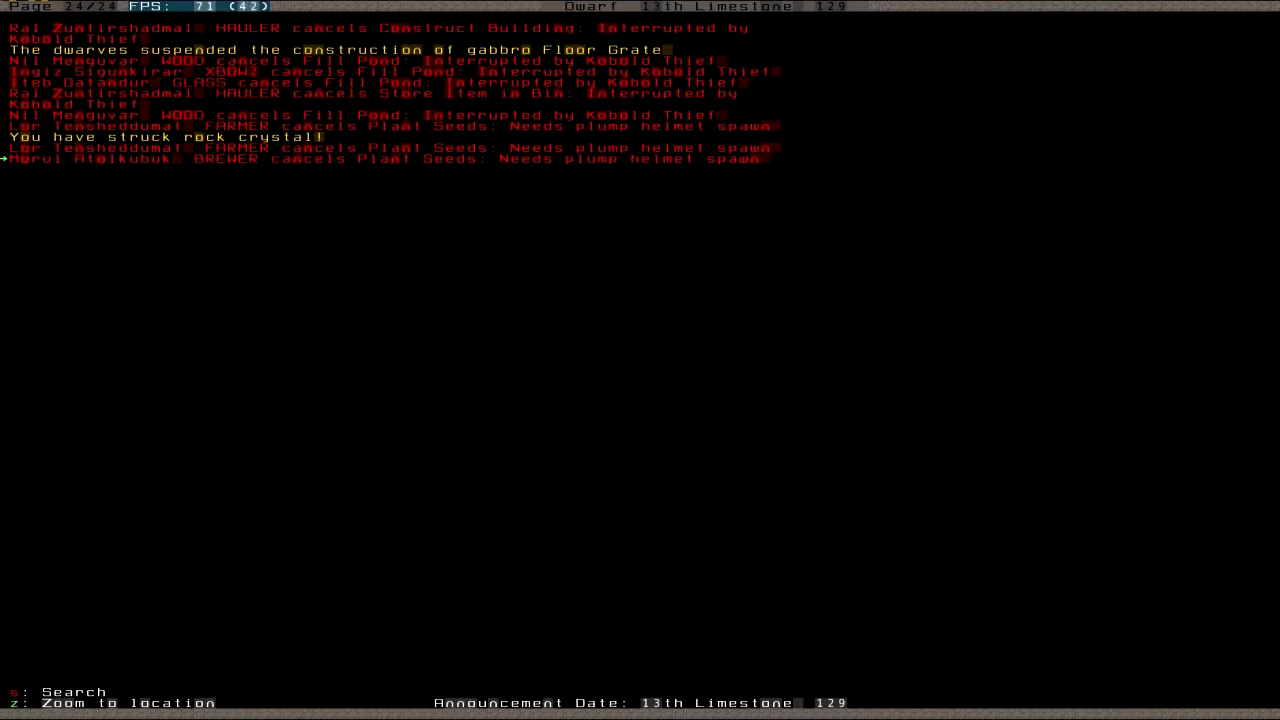 Page 24/24 FPS: 71 (42) Dwarf 13th Limestone 129
Ral Zuntirshadmal HAULER cancels Construct Building: Interrupted by
Kobold Thief
The dwarves suspended the construction of gabbro Floor Grate
Nil Menguvar WOOD cancels Fill Pond: Interrupted by Kobold Thief
Ingiz Sigunkirar XBOW2 cancels Fill Pond: Interrupted by Kobold Thief
Iteb Datandur GLASS cancels Fill Pond: Interrupted by Kobold Thief
Ral Zuntirshadmal HAULER cancels Store Item in Bin: Interrupted by
Kobold Thief
Nil Menguvar WOOD cancels Fill Pond: Interrupted by Kobold Thief
Lor Tensheddumat FARMER cancels Plant Seeds: Needs plump helmet spawn
You have struck rock crystal!
Lor Tensheddumat FARMER cancels Plant Seeds: Needs plump helmet spawn
Morul Atolkubuk BREWER cancels Plant Seeds: Needs plump helmet spawn
s: Search
z: Zoom to location Announcement Date: 13th Limestone 129